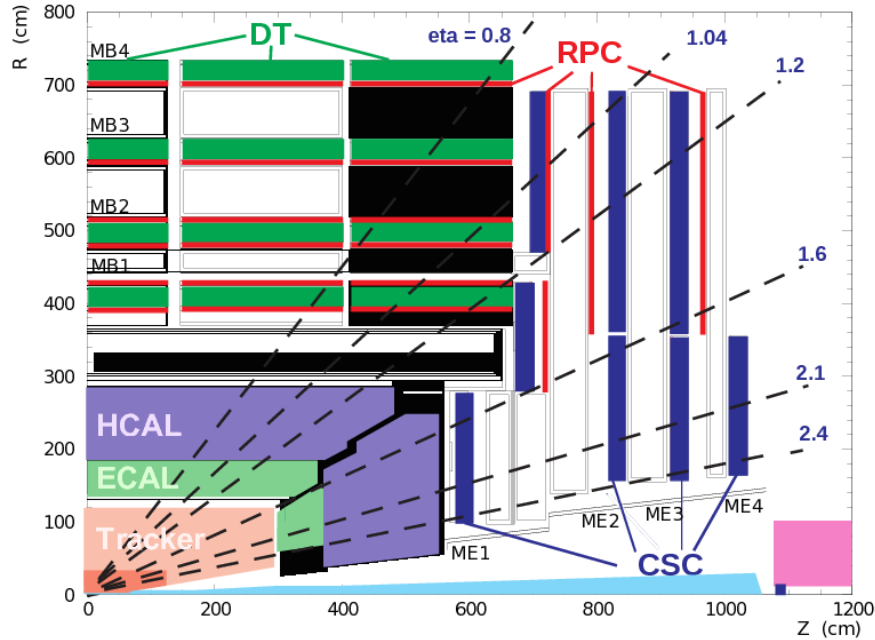 R (cm)
800
700
600
500
400
300
200
100
0
MB4
MB3
MB2
MB1
DT
eta = 0.8
RPC
1.04
1.2
1.6
2.1
2.4
HCAL
ECAL
Tracker
ME1
ME2
ME3
ME4
CSC
0
200
400
600
800
1000
1200
Z (cm)